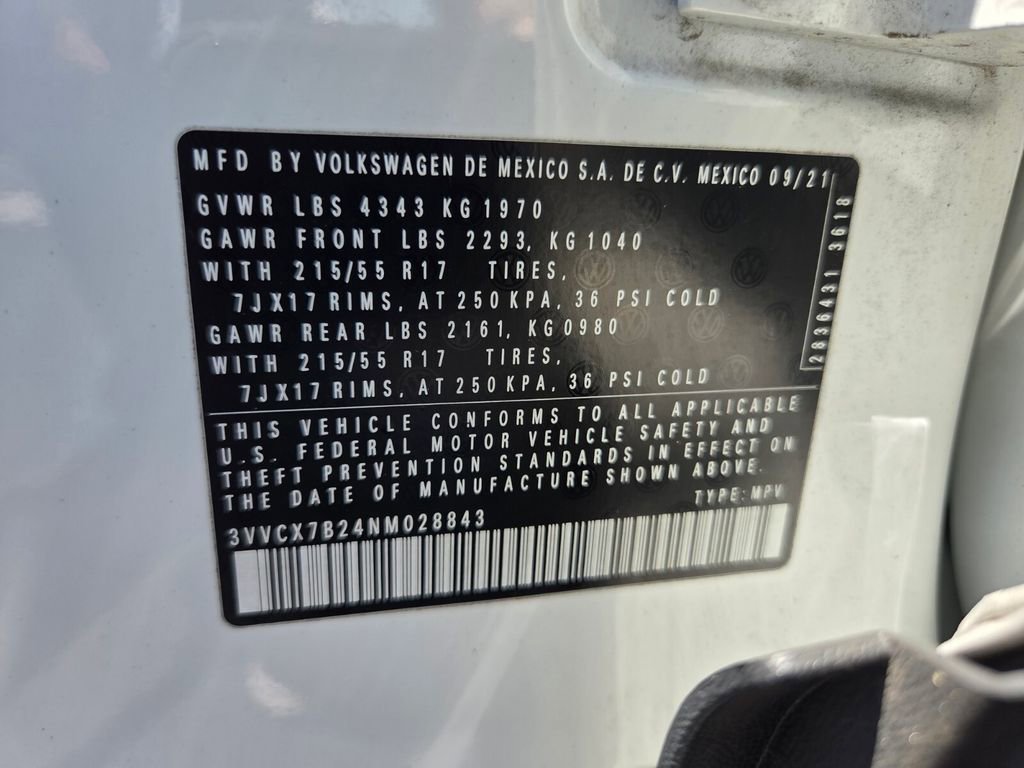 MFD BY VOLKSWAGEN DE MEXICO S.A. DE C.V. MEXICO 09/21
GVWR LBS 4343 KG 1970
GAWR FRONT LBS 2293, KG 1040
WITH 215/55 R17 TIRES,
7JX17 RIMS, AT 250 KPA, 36 PSI COLD
GAWR REAR LBS 2161, KG 0980
WITH 215/55 R17 TIRES,
7JX17 RIMS, AT 250 KPA, 36 PSI COLD
2836431 3618
THIS VEHICLE CONFORMS TO ALL APPLICABLE
U.S. FEDERAL MOTOR VEHICLE SAFETY AND
THEFT PREVENTION STANDARDS IN EFFECT ON
THE DATE OF MANUFACTURE SHOWN ABOVE.
TYPE: MPV
3VVCX7B24NM028843